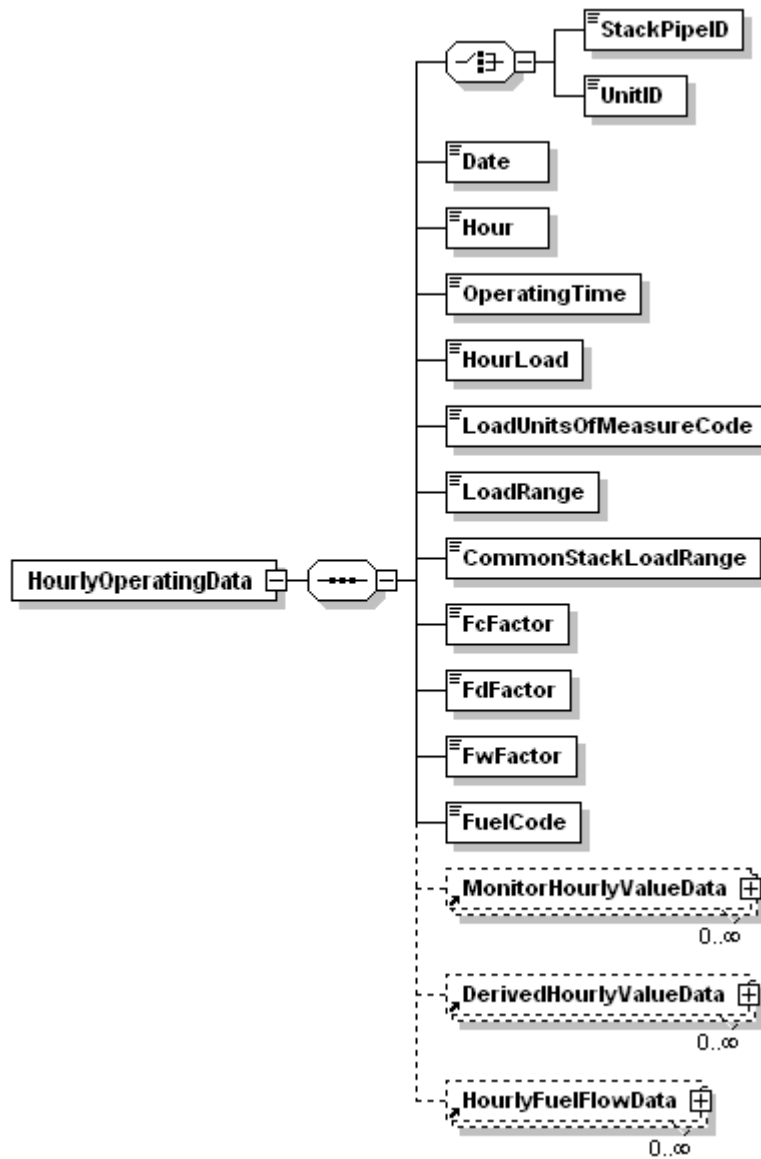 StackPipeID
UnitID
Date
Hour
OperatingTime
HourLoad
LoadUnitsOfMeasureCode
LoadRange
CommonStackLoadRange
HourlyOperatingData
FcFactor
FdFactor
FwFactor
FuelCode
MonitorHourlyValueData
0..∞
DerivedHourlyValueData
0..∞
HourlyFuelFlowData
0..∞